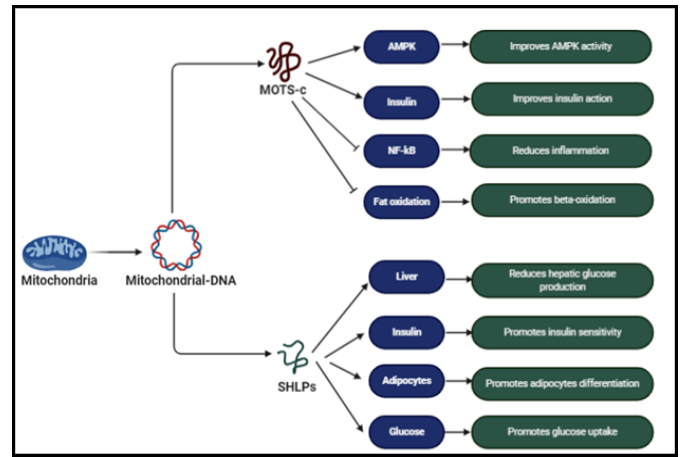 AMPK
Improves AMPK activity
MOTS-c
Insulin
Improves insulin action
NF-kB
Reduces inflammation
Fat oxidation
Promotes beta-oxidation
Mitochondria
Mitochondrial-DNA
Liver
Reduces hepatic glucose
production
Insulin
Promotes insulin sensitivity
SHLPs
Adipocytes
Promotes adipocytes differentiation
Glucose
Promotes glucose uptake